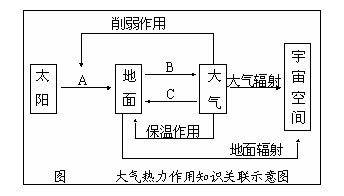 削弱作用
太阳
A
地面
B
C
大气
大气辐射
宇宙空间
保温作用
地面辐射
图 大气热力作用知识关联示意图